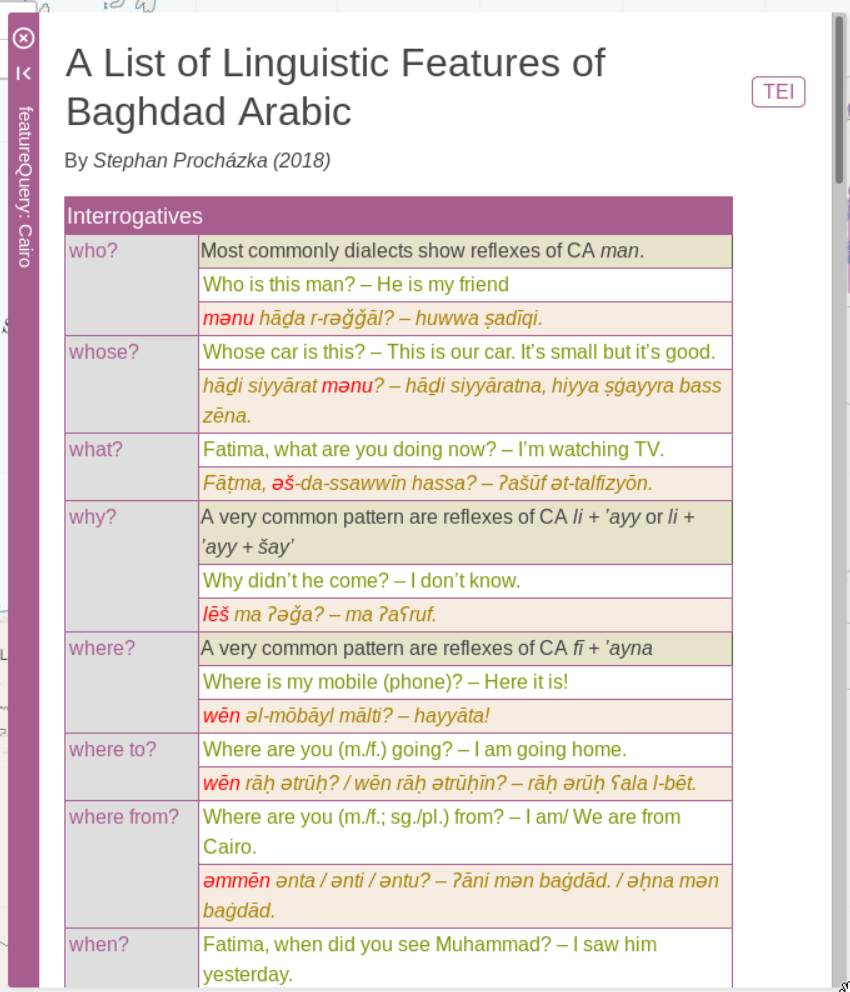 featureQuery: Cairo
A List of Linguistic Features of
Baghdad Arabic
TEI
By Stephan Procházka (2018)
Interrogatives
who?
Most commonly dialects show reflexes of CA man.
Who is this man? – He is my friend
mənu hāḏa r-rəǧǧāl? – huwwa ṣadīqi.
whose?
Whose car is this? – This is our car. It’s small but it’s good.
hāḏi siyyārat mənu? – hāḏi siyyāratna, hiyya ṣġayyra bass
zēna.
what?
Fatima, what are you doing now? – I’m watching TV.
Fāṭma, əš-da-ssawwīn hassa? – ʔašūf ət-talfizyōn.
why?
A very common pattern are reflexes of CA li + ʾayy or li +
ʾayy + šayʾ
Why didn’t he come? – I don’t know.
lēš ma ʔəǧa? – ma ʔaʕruf.
where?
A very common pattern are reflexes of CA fī + ʾayna
Where is my mobile (phone)? – Here it is!
wēn əl-mōbāyl mālti? – hayyāta!
where to?
Where are you (m./f.) going? – I am going home.
wēn rāḥ ətrūḥ? / wēn rāḥ ətrūḥīn? – rāḥ ərūḥ ʕala l-bēt.
where from?
Where are you (m./f.; sg./pl.) from? – I am/ We are from
Cairo.
əmmēn ənta / ənti / əntu? – ʔāni mən baġdād. / əḥna mən
baġdād.
when?
Fatima, when did you see Muhammad? – I saw him
yesterday.